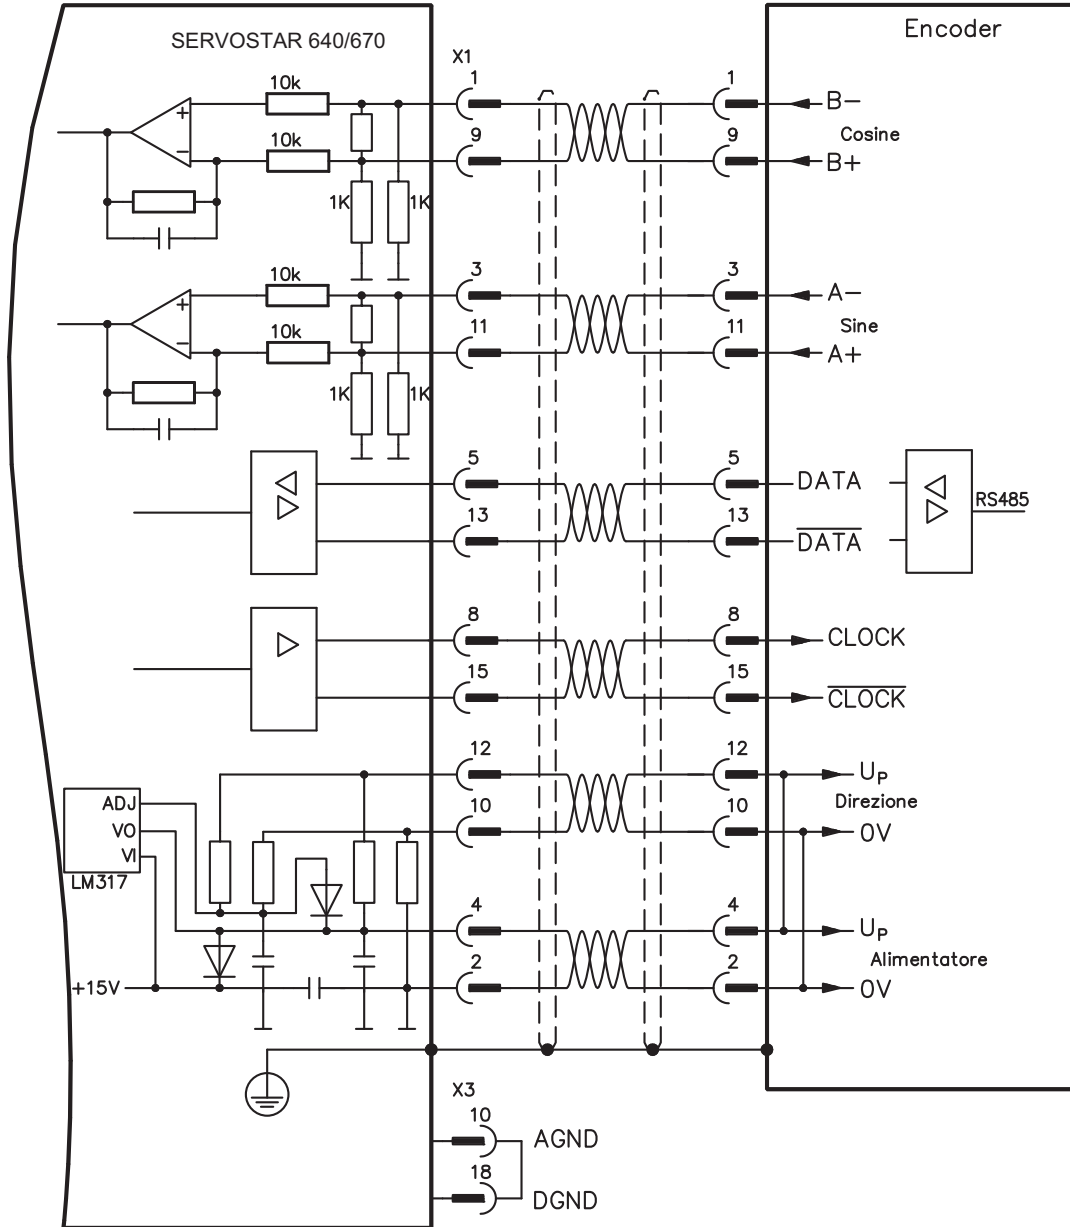 Encoder
SERVOSTAR 640/670
X1
10k
1
1
B-
+
10k
9
9
Cosine
-
B+
1K
1K
10k
3
3
A-
+
10k
11
11
Sine
-
A+
1K
1K
5
5
DATA
RS485
13
13
DATA
8
8
CLOCK
15
15
CLOCK
12
12
UP
ADJ
Direzione
VO
10
10
0V
VI
LM317
4
4
UP
Alimentatore
2
2
+15V
0V
X3
10
AGND
18
DGND